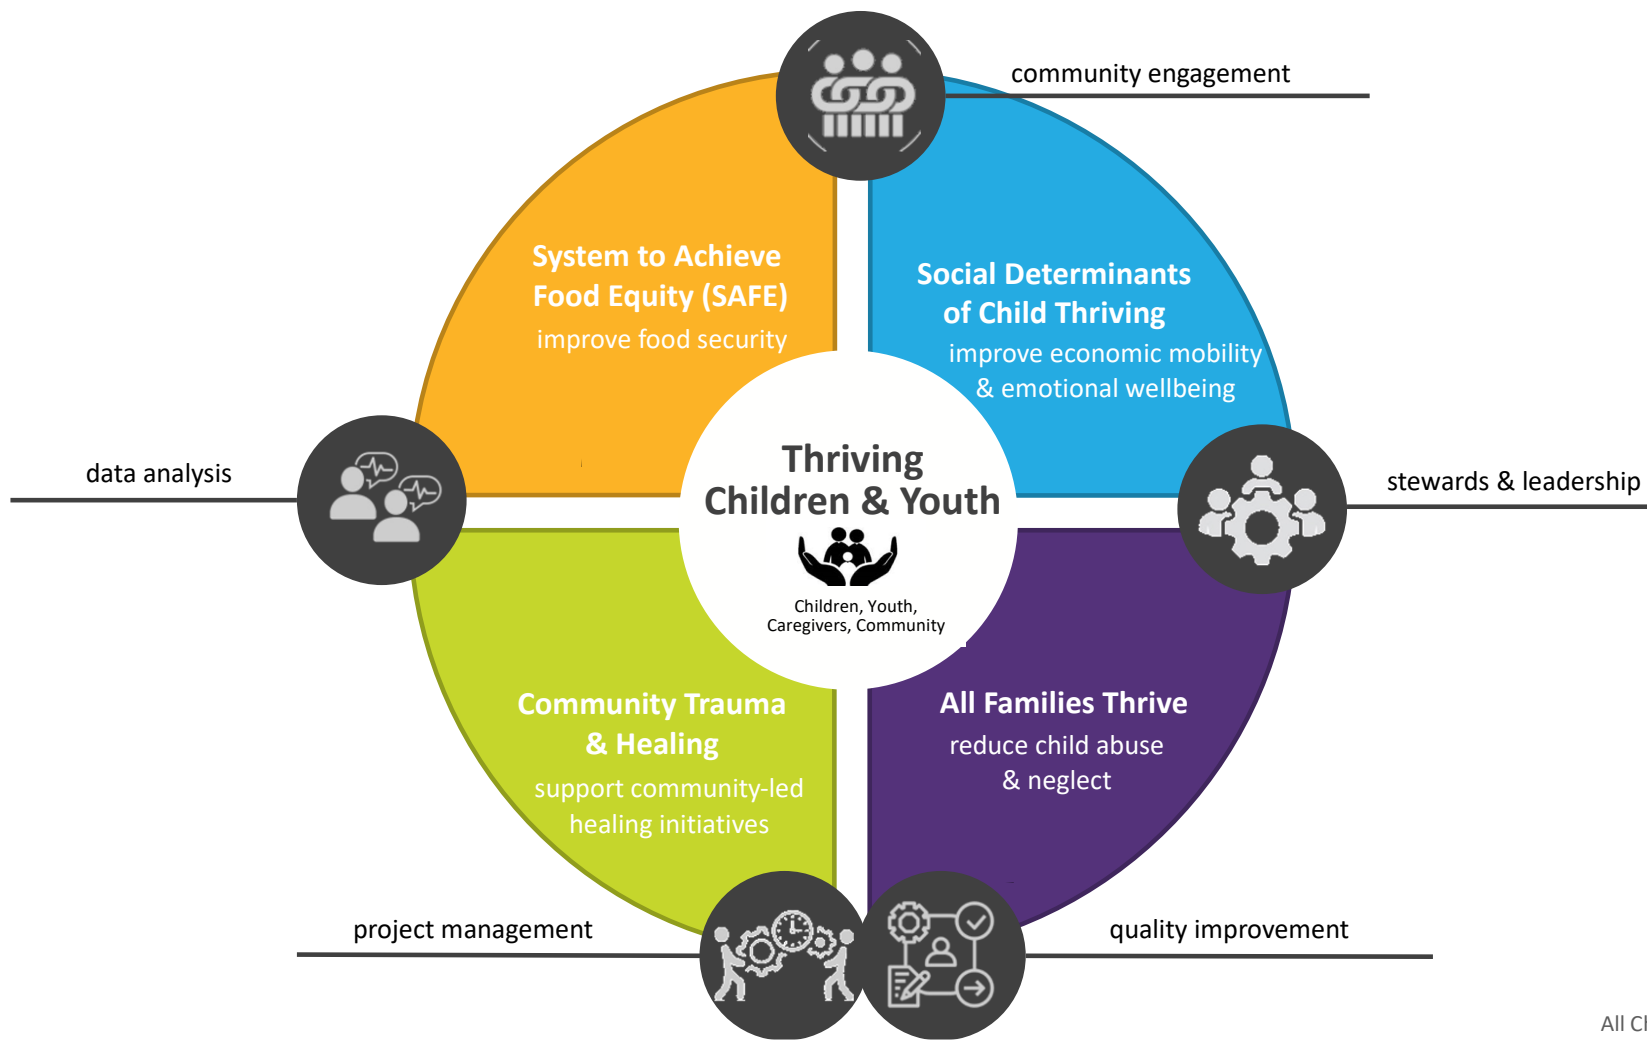 community engagement
System to Achieve
Food Equity (SAFE)
improve food security
Social Determinants
of Child Thriving
improve economic mobility
& emotional wellbeing
data analysis
Thriving
Children & Youth
Children, Youth,
Caregivers, Community
stewards & leadership
Community Trauma
& Healing
support community-led
healing initiatives
All Families Thrive
reduce child abuse
& neglect
project management
quality improvement
All